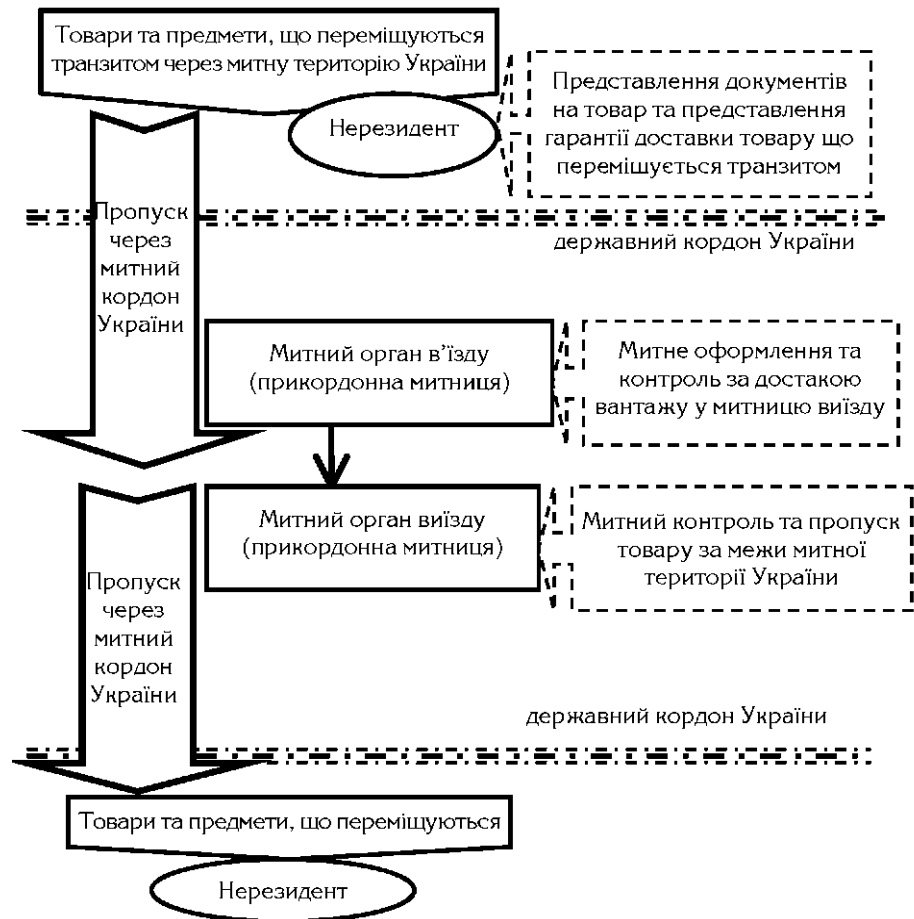 Товари та предмети, що переміщуються
транзитом через митну територію України
Нерезидент
Представлення документів
на товар та представлення
гарантії доставки товару що
перемішується транзитом
Пропуск
через
митний
кордон
України
державний кордон України
Митний орган в’їзду
(прикордонна митниця)
Митне оформлення та
контроль за достакою
вантажу у митницю виїзду
Митний орган виїзду
(прикордонна митниця)
Митний контроль та пропуск
товару за межи митної
території України
Пропуск
через
митний
кордон
України
державний кордон України
Товари та предмети, що переміщуються
Нерезидент